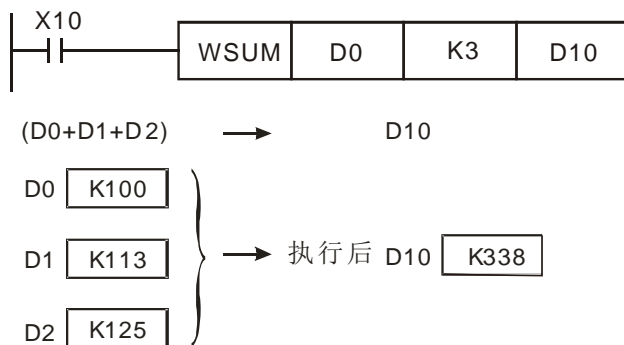 X10
WSUM D0 K3 D10
(D0+D1+D2) D10
D0 K100
D1 K113 执行后 D10 K338
D2 K125